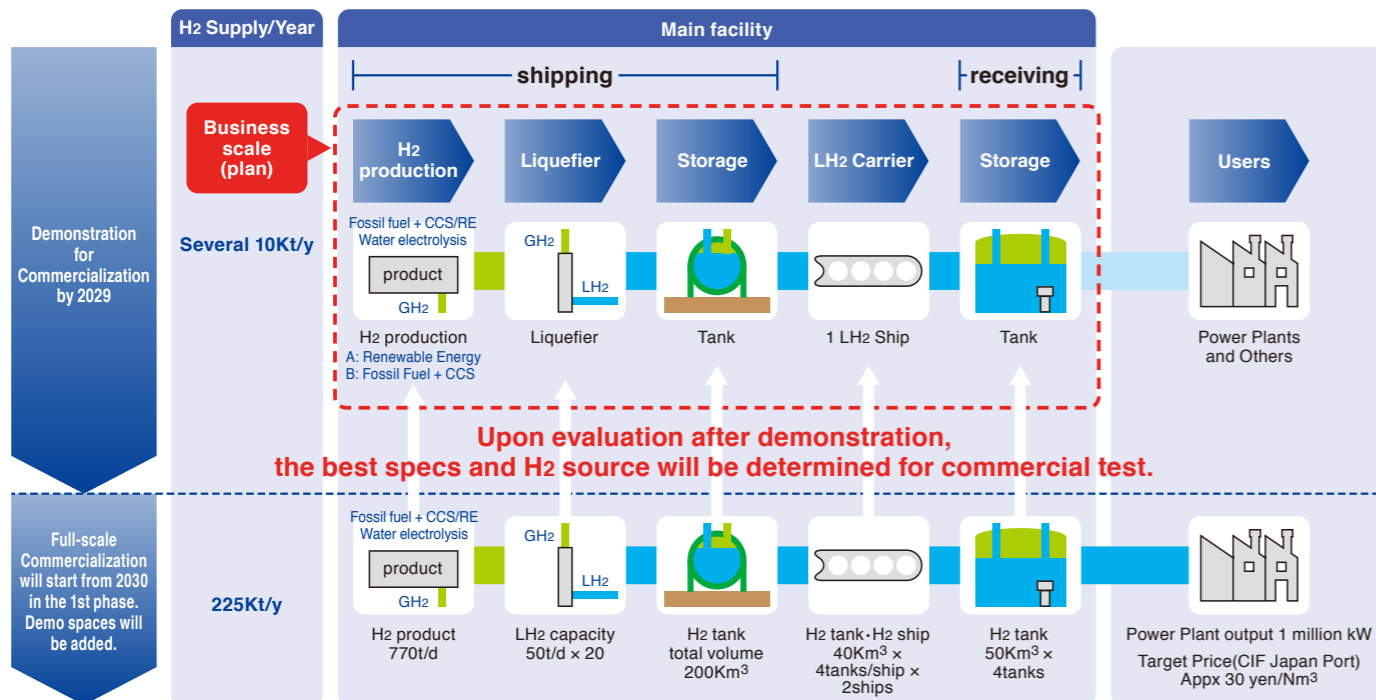 H2 Supply/Year
Main facility
shipping
receiving
Business
scale
(plan)
H2
production
Liquefier
Storage
LH2 Carrier
Storage
Users
Demonstration
for
Commercialization
by 2029
Several 10Kt/y
Fossil fuel + CCS/RE
Water electrolysis
product
GH2
GH2
LH2
H2 production
A: Renewable Energy
B: Fossil Fuel + CCS
Liquefier
Tank
1 LH2 Ship
Tank
Power Plants
and Others
Upon evaluation after demonstration,
the best specs and H2 source will be determined for commercial test.
Full-scale
Commercialization
will start from 2030
in the 1st phase.
Demo spaces will
be added.
225Kt/y
Fossil fuel + CCS/RE
Water electrolysis
product
GH2
GH2
LH2
H2 product
770t/d
LH2 capacity
50t/d × 20
H2 tank
total volume
200Km³
H2 tank·H2 ship
40Km³ ×
4tanks/ship ×
2ships
H2 tank
50Km³ ×
4tanks
Power Plant output 1 million kW
Target Price(CIF Japan Port)
Appx 30 yen/Nm³